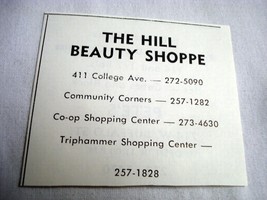 THE HILL
BEAUTY SHOPPE
411 College Ave. — 272-5090
Community Corners — 257-1282
Co-op Shopping Center — 273-4630
Triphammer Shopping Center —
257-1828